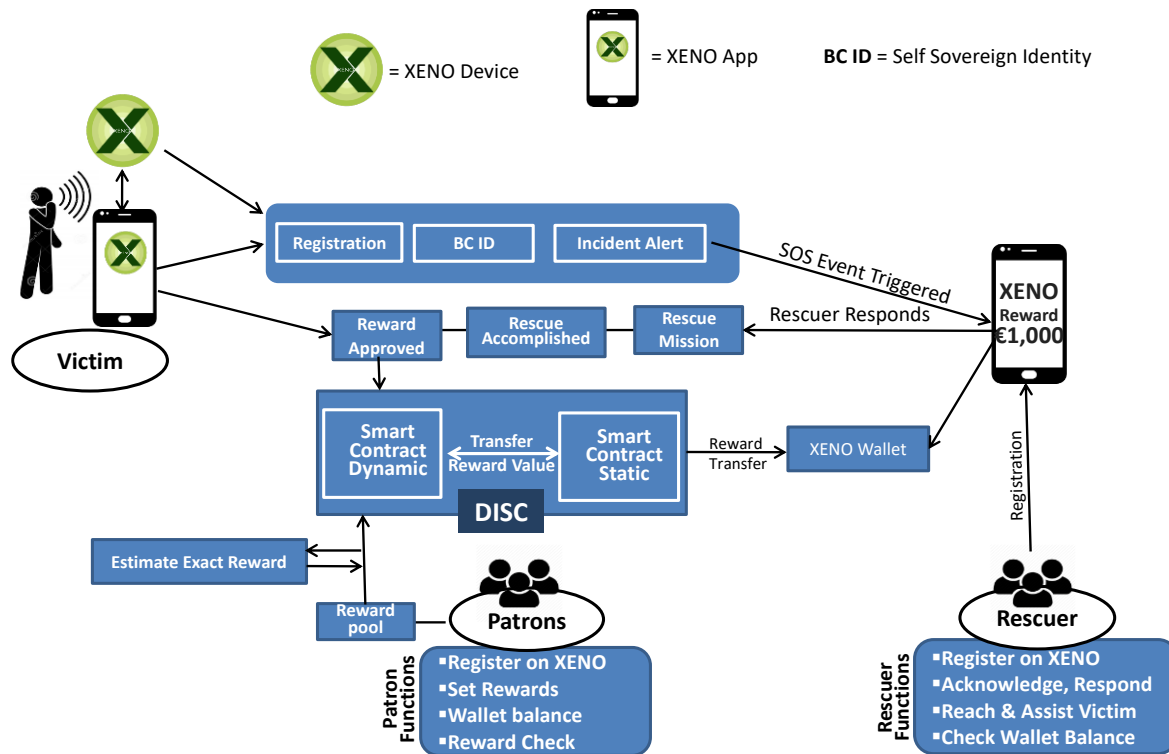 XENO
= XENO Device
= XENO App
BC ID = Self Sovereign Identity
XENO
Registration
BC ID
Incident Alert
SOS Event Triggered
XENO
Reward
€1,000
Victim
Reward
Approved
Rescue
Accomplished
Rescue
Mission
Rescuer Responds
Smart
Contract
Dynamic
Transfer
Reward Value
Smart
Contract
Static
DISC
Reward
Transfer
XENO Wallet
Registration
Estimate Exact Reward
Reward
pool
Patrons
Rescuer
Patron
Functions
▪Register on XENO
▪Set Rewards
▪Wallet balance
▪Reward Check
Rescuer
Functions
▪Register on XENO
▪Acknowledge, Respond
▪Reach & Assist Victim
▪Check Wallet Balance